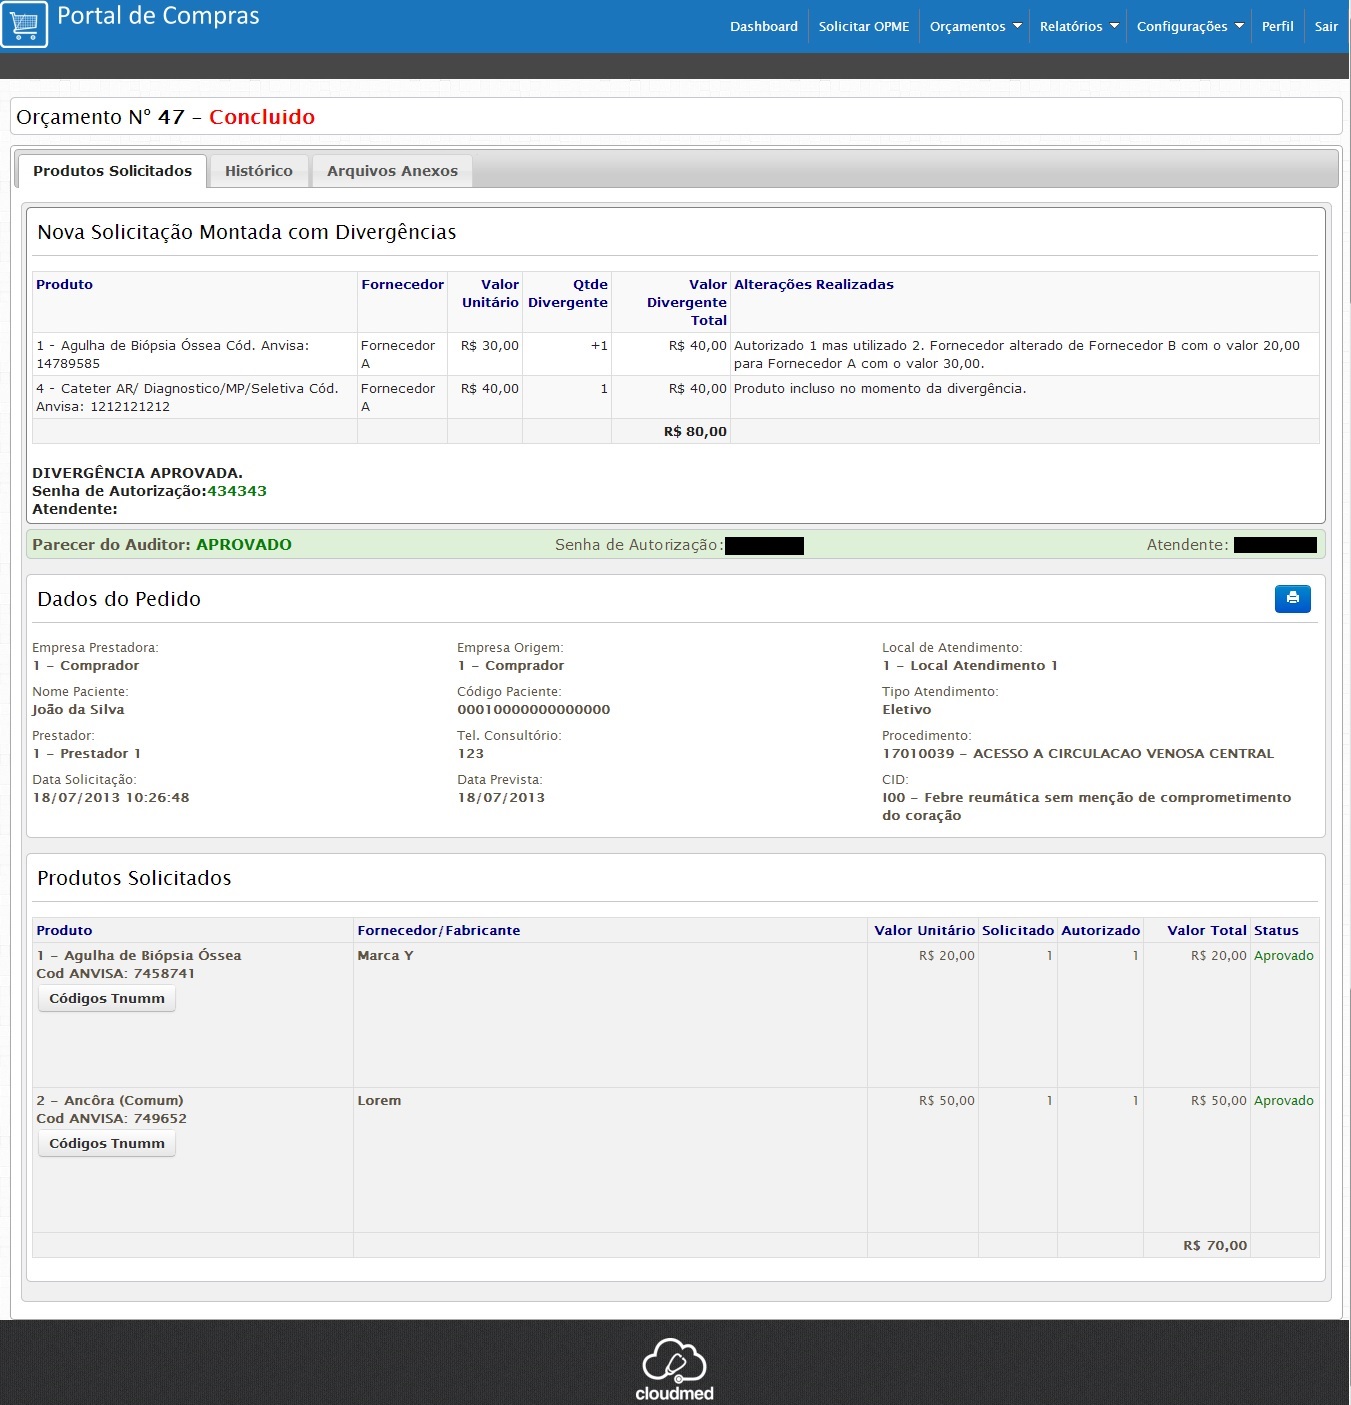 Portal de Compras
Dashboard Solicitar OPME Orçamentos Relatórios Configurações Perfil Sair
Orçamento N° 47 - Concluido
Produtos Solicitados Histórico Arquivos Anexos
Nova Solicitação Montada com Divergências
Produto Fornecedor Valor Unitário Qtde Divergente Valor Divergente Total Alterações Realizadas
1 - Agulha de Biópsia Óssea Cód. Anvisa: 14789585 Fornecedor A R$ 30,00 +1 R$ 40,00 Autorizado 1 mas utilizado 2. Fornecedor alterado de Fornecedor B com o valor 20,00 para Fornecedor A com o valor 30,00.
4 - Cateter AR/ Diagnostico/MP/Seletiva Cód. Anvisa: 1212121212 Fornecedor A R$ 40,00 1 R$ 40,00 Produto incluso no momento da divergência.
R$ 80,00
DIVERGÊNCIA APROVADA.
Senha de Autorização:434343
Atendente:
Parecer do Auditor: APROVADO Senha de Autorização: Atendente:
Dados do Pedido
Empresa Prestadora: Empresa Origem: Local de Atendimento:
1 - Comprador 1 - Comprador 1 - Local Atendimento 1
Nome Paciente: Código Paciente: Tipo Atendimento:
João da Silva 00010000000000000 Eletivo
Prestador: Tel. Consultório: Procedimento:
1 - Prestador 1 123 17010039 - ACESSO A CIRCULACAO VENOSA CENTRAL
Data Solicitação: Data Prevista: CID:
18/07/2013 10:26:48 18/07/2013 I00 - Febre reumática sem menção de comprometimento
do coração
Produtos Solicitados
Produto Fornecedor/Fabricante Valor Unitário Solicitado Autorizado Valor Total Status
1 - Agulha de Biópsia Óssea Marca Y R$ 20,00 1 1 R$ 20,00 Aprovado
Cod ANVISA: 7458741
Códigos Tnumm
2 - Ancôra (Comum) Lorem R$ 50,00 1 1 R$ 50,00 Aprovado
Cod ANVISA: 749652
Códigos Tnumm
R$ 70,00
cloudmed